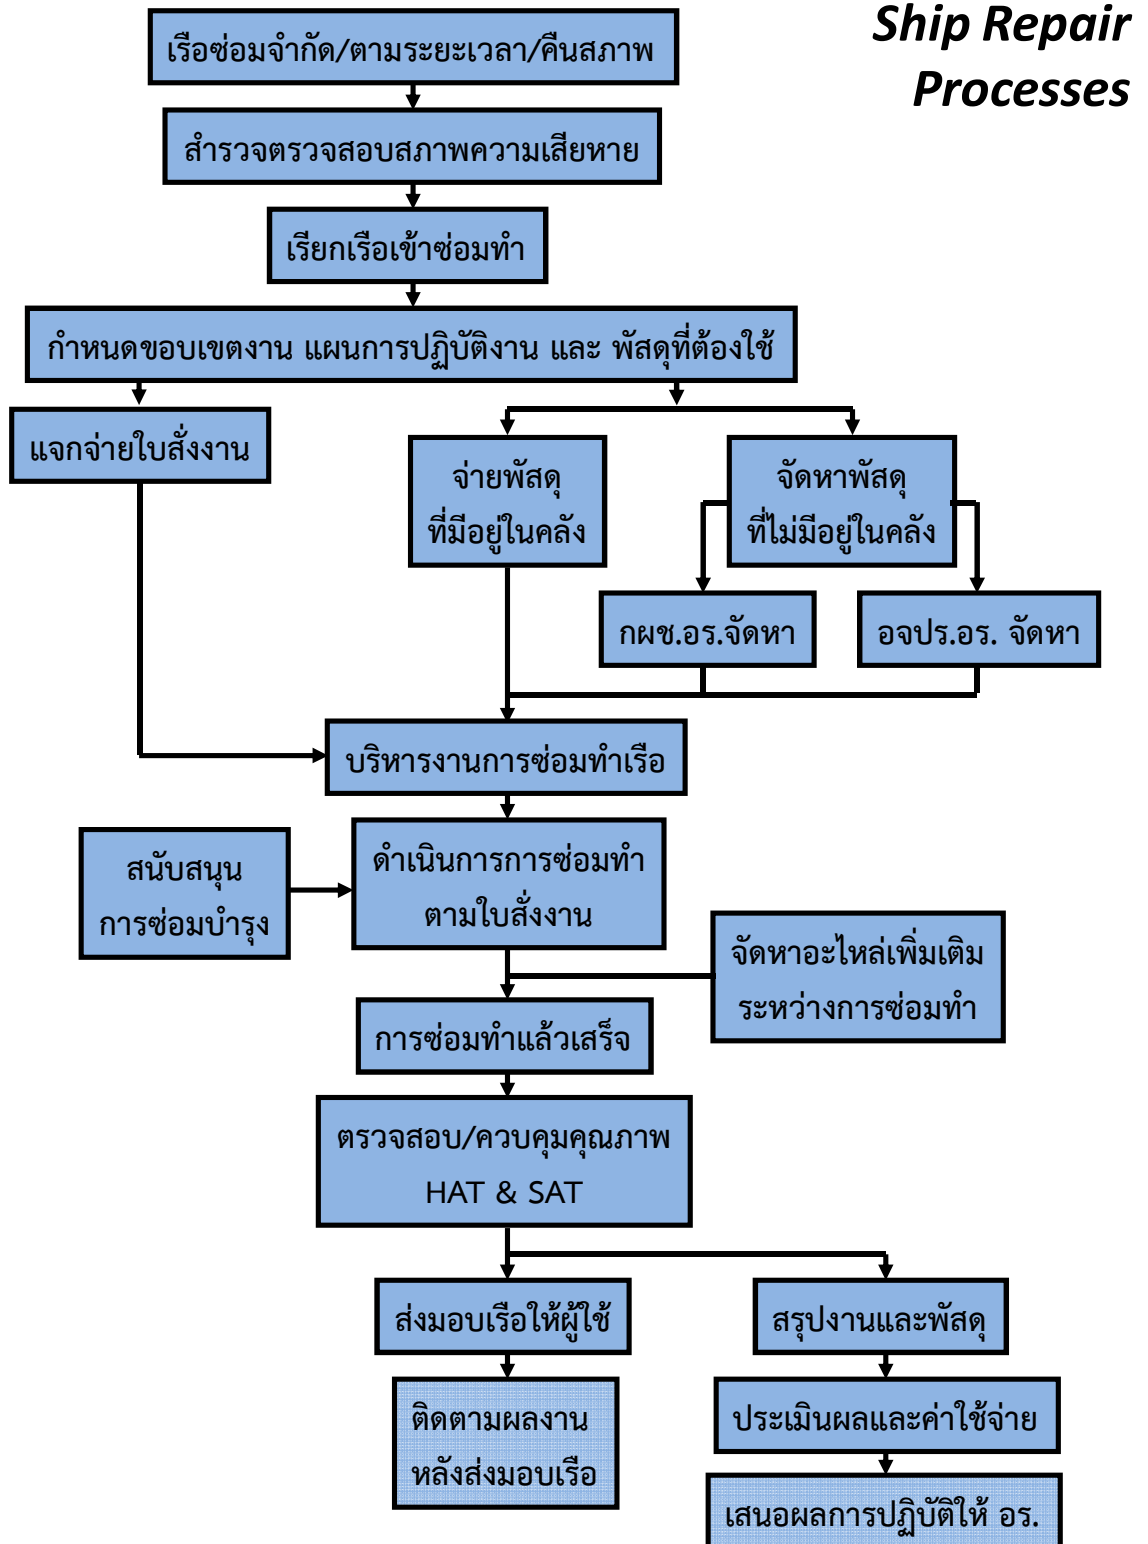 Ship Repair
Processes
เรือซ่อมจำกัด/ตามระยะเวลา/คืนสภาพ
สำรวจตรวจสอบสภาพความเสียหาย
เรียกเรือเข้าซ่อมทำ
กำหนดขอบเขตงาน แผนการปฏิบัติงาน และ พัสดุที่ต้องใช้
แจกจ่ายใบสั่งงาน
จ่ายพัสดุ
ที่มีอยู่ในคลัง
จัดหาพัสดุ
ที่ไม่มีอยู่ในคลัง
กผช.อร.จัดหา
อจปร.อร. จัดหา
บริหารงานการซ่อมทำเรือ
สนับสนุน
การซ่อมบำรุง
ดำเนินการการซ่อมทำ
ตามใบสั่งงาน
จัดหาอะไหล่เพิ่มเติม
ระหว่างการซ่อมทำ
การซ่อมทำแล้วเสร็จ
ตรวจสอบ/ควบคุมคุณภาพ
HAT & SAT
ส่งมอบเรือให้ผู้ใช้
สรุปงานและพัสดุ
ติดตามผลงาน
หลังส่งมอบเรือ
ประเมินผลและค่าใช้จ่าย
เสนอผลการปฏิบัติให้ อร.